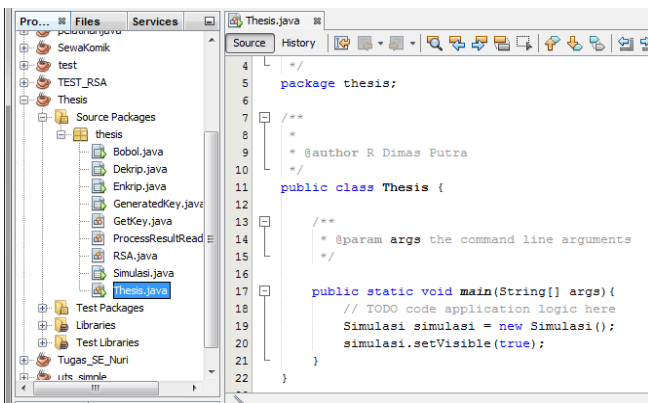 Pro... Files Services
pelatihanjava
SewaKomik
test
TEST_RSA
Thesis
Source Packages
thesis
Bobol.java
Dekrip.java
Enkrip.java
GeneratedKey.java
GetKey.java
ProcessResultRead
RSA.java
Simulasi.java
Thesis.java
Test Packages
Libraries
Test Libraries
Tugas_SE_Nuri
uts_simple
Thesis.java
Source History
4 */
5 package thesis;
6
7 /**
8 *
9 * @author R Dimas Putra
10 */
11 public class Thesis {
12
13 /**
14 * @param args the command line arguments
15 */
16
17 public static void main(String[] args){
18 // TODO code application logic here
19 Simulasi simulasi = new Simulasi();
20 simulasi.setVisible(true);
21 }
22 }